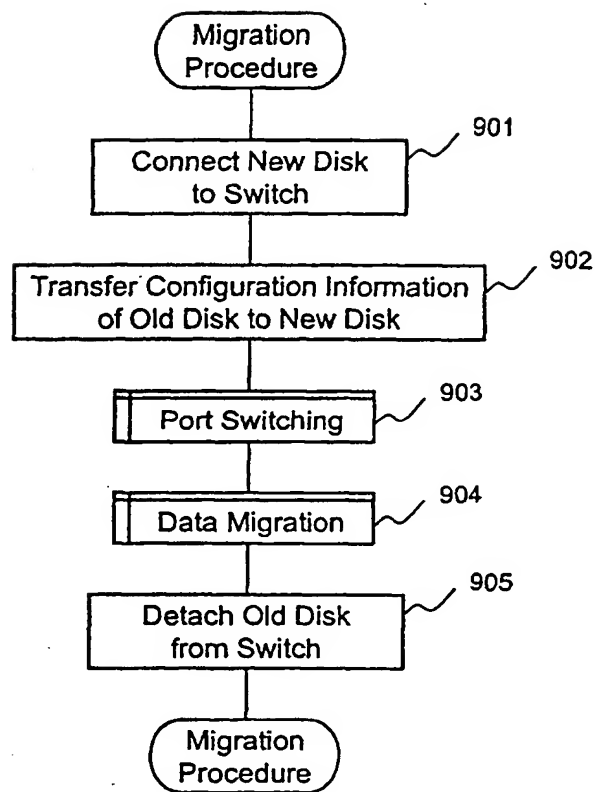 Migration
Procedure
901
Connect New Disk
to Switch
902
Transfer Configuration Information
of Old Disk to New Disk
903
Port Switching
904
Data Migration
905
Detach Old Disk
from Switch
Migration
Procedure